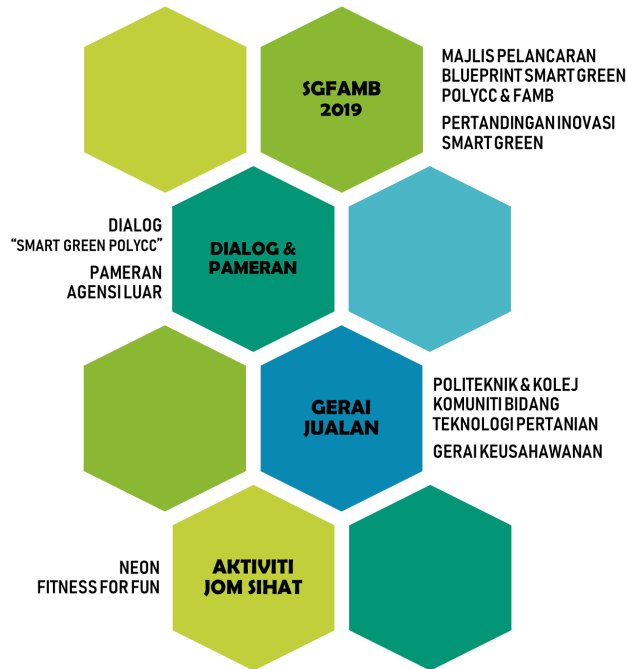 SGFAMB
2019
MAJLIS PELANCARAN
BLUEPRINT SMART GREEN
POLYCC & FAMB
PERTANDINGAN INOVASI
SMART GREEN
DIALOG
“SMART GREEN POLYCC”
PAMERAN
AGENSI LUAR
DIALOG &
PAMERAN
GERAI
JUALAN
POLITEKNIK & KOLEJ
KOMUNITI BIDANG
TEKNOLOGI PERTANIAN
GERAI KEUSAHAWANAN
NEON
FITNESS FOR FUN
AKTIVITI
JOM SIHAT